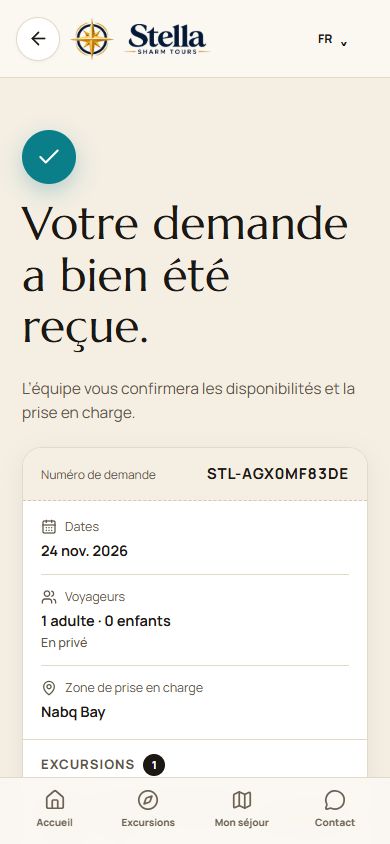 Stella
SHARM TOURS
FR
Votre demande
a bien été
reçue.
L'équipe vous confirmera les disponibilités et la
prise en charge.
Numéro de demande STL-AGX0MF83DE
Dates
24 nov. 2026
Voyageurs
1 adulte · 0 enfants
En privé
Zone de prise en charge
Nabq Bay
EXCURSIONS 1
Accueil Excursions Mon séjour Contact